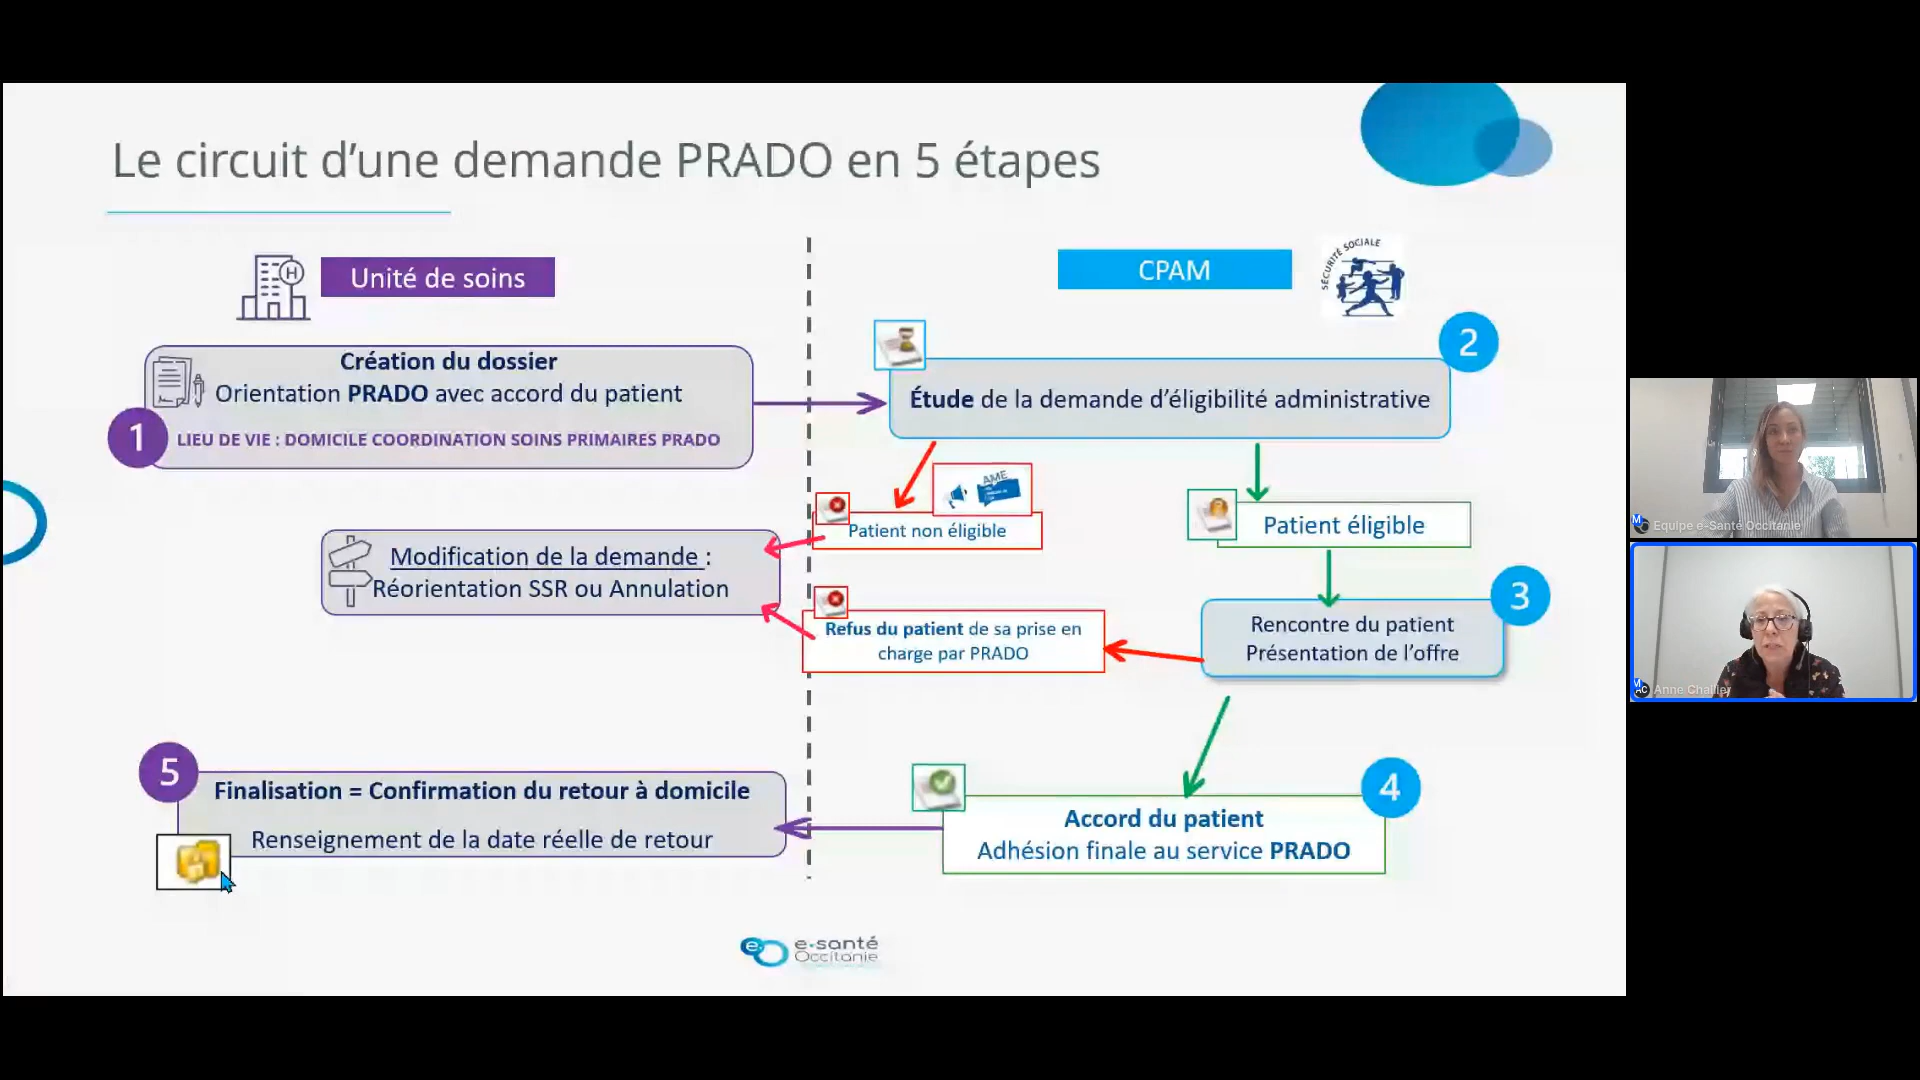 Le circuit d'une demande PRADO en 5 étapes
Unité de soins
CPAM
SÉCURITÉ SOCIALE
1
Création du dossier
Orientation PRADO avec accord du patient
LIEU DE VIE : DOMICILE COORDINATION SOINS PRIMAIRES PRADO
2
Étude de la demande d'éligibilité administrative
AME
Patient non éligible
Patient éligible
Modification de la demande :
Réorientation SSR ou Annulation
Refus du patient de sa prise en
charge par PRADO
3
Rencontre du patient
Présentation de l'offre
4
Accord du patient
Adhésion finale au service PRADO
5
Finalisation = Confirmation du retour à domicile
Renseignement de la date réelle de retour
e-santé
Occitanie
Equipe e-Santé Occitanie
Anne Challier